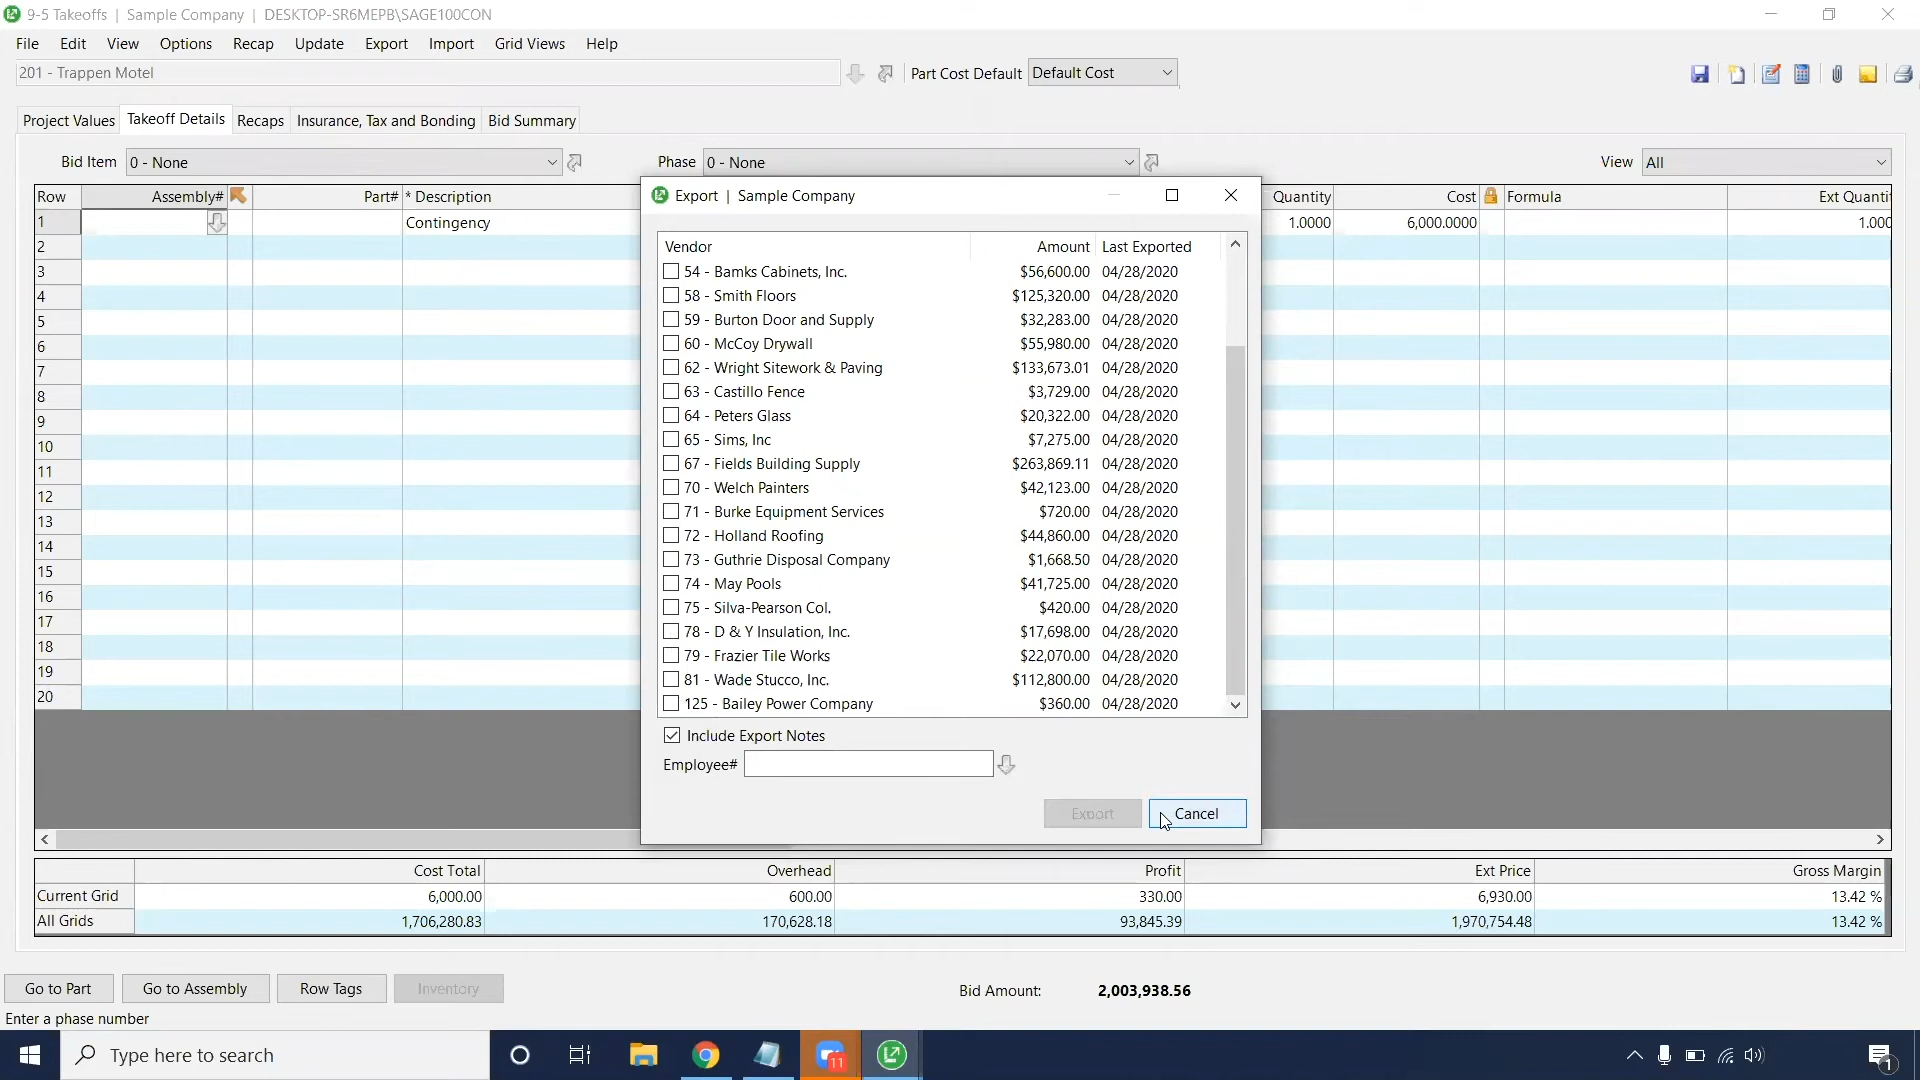 9-5 Takeoffs | Sample Company | DESKTOP-SR6MEPB\SAGE100CON
File Edit View Options Recap Update Export Import Grid Views Help
201 - Trappen Motel Part Cost Default Default Cost
Project Values Takeoff Details Recaps Insurance, Tax and Bonding Bid Summary
Bid Item 0 - None Phase 0 - None View All
Row Assembly# Part# * Description Quantity Cost Formula Ext Quanti
1 Contingency 1.0000 6,000.0000 1.000
2
3
4
5
6
7
8
9
10
11
12
13
14
15
16
17
18
19
20
Export | Sample Company
Vendor Amount Last Exported
54 - Bamks Cabinets, Inc. $56,600.00 04/28/2020
58 - Smith Floors $125,320.00 04/28/2020
59 - Burton Door and Supply $32,283.00 04/28/2020
60 - McCoy Drywall $55,980.00 04/28/2020
62 - Wright Sitework & Paving $133,673.01 04/28/2020
63 - Castillo Fence $3,729.00 04/28/2020
64 - Peters Glass $20,322.00 04/28/2020
65 - Sims, Inc $7,275.00 04/28/2020
67 - Fields Building Supply $263,869.11 04/28/2020
70 - Welch Painters $42,123.00 04/28/2020
71 - Burke Equipment Services $720.00 04/28/2020
72 - Holland Roofing $44,860.00 04/28/2020
73 - Guthrie Disposal Company $1,668.50 04/28/2020
74 - May Pools $41,725.00 04/28/2020
75 - Silva-Pearson Col. $420.00 04/28/2020
78 - D & Y Insulation, Inc. $17,698.00 04/28/2020
79 - Frazier Tile Works $22,070.00 04/28/2020
81 - Wade Stucco, Inc. $112,800.00 04/28/2020
125 - Bailey Power Company $360.00 04/28/2020
Include Export Notes
Employee#
Export Cancel
Cost Total Overhead Profit Ext Price Gross Margin
Current Grid 6,000.00 600.00 330.00 6,930.00 13.42 %
All Grids 1,706,280.83 170,628.18 93,845.39 1,970,754.48 13.42 %
Go to Part Go to Assembly Row Tags Inventory Bid Amount: 2,003,938.56
Enter a phase number
Type here to search 11 1